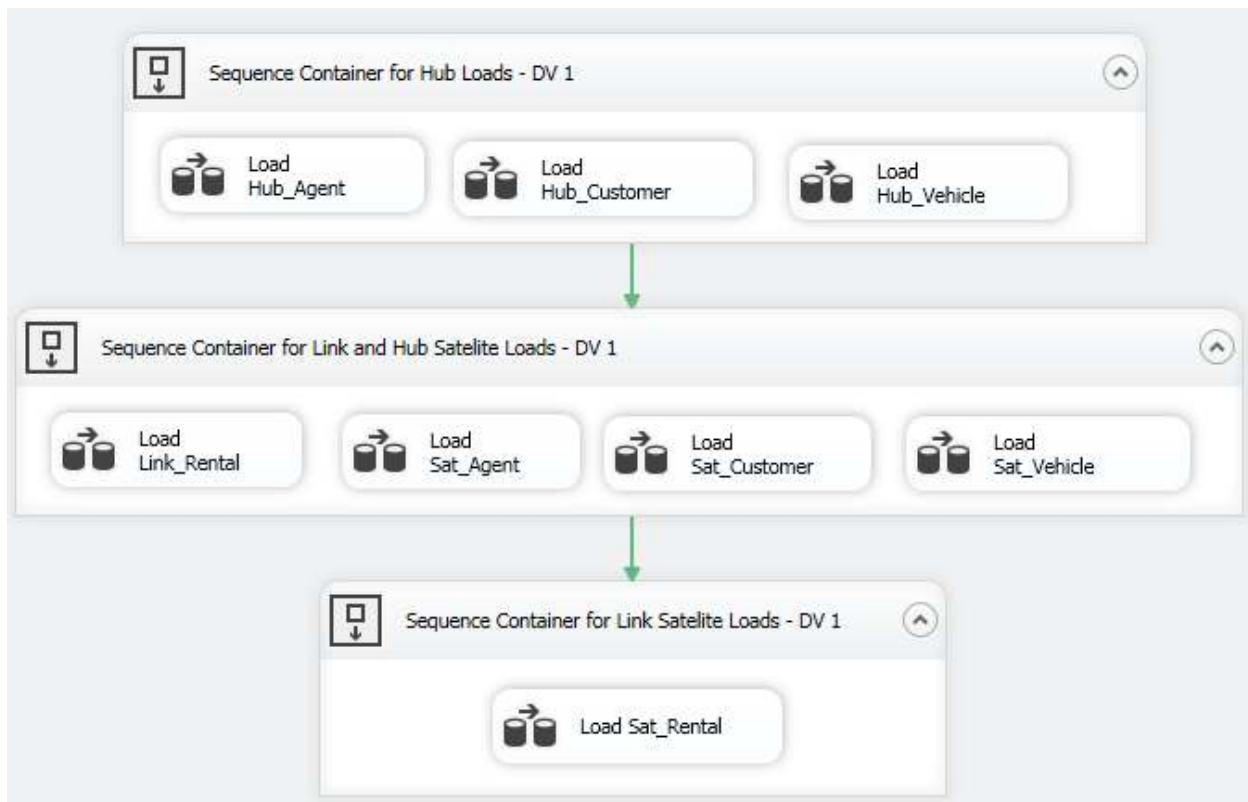 Sequence Container for Hub Loads - DV 1
Load
Hub_Agent
Load
Hub_Customer
Load
Hub_Vehicle
Sequence Container for Link and Hub Satelite Loads - DV 1
Load
Link_Rental
Load
Sat_Agent
Load
Sat_Customer
Load
Sat_Vehicle
Sequence Container for Link Satelite Loads - DV 1
Load Sat_Rental